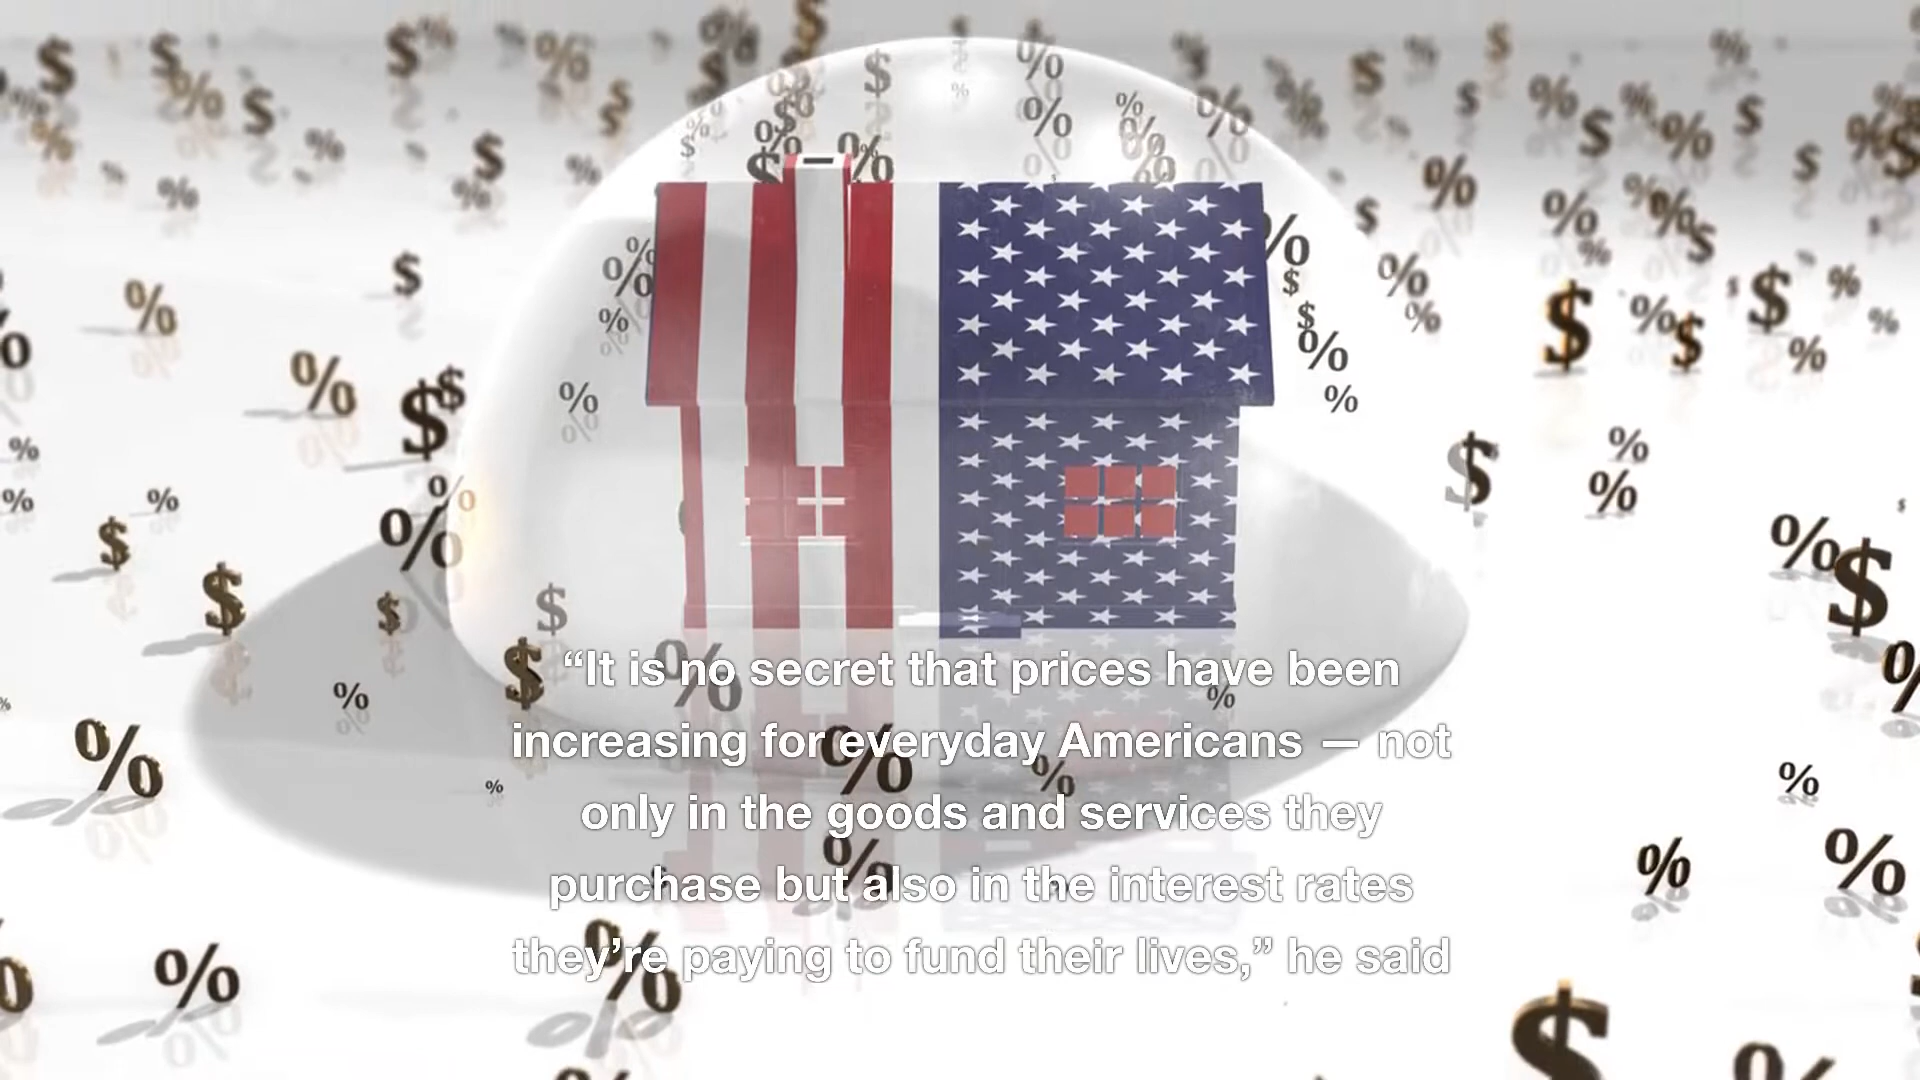 “It is no secret that prices have been
increasing for everyday Americans — not
only in the goods and services they
purchase but also in the interest rates
they’re paying to fund their lives,” he said